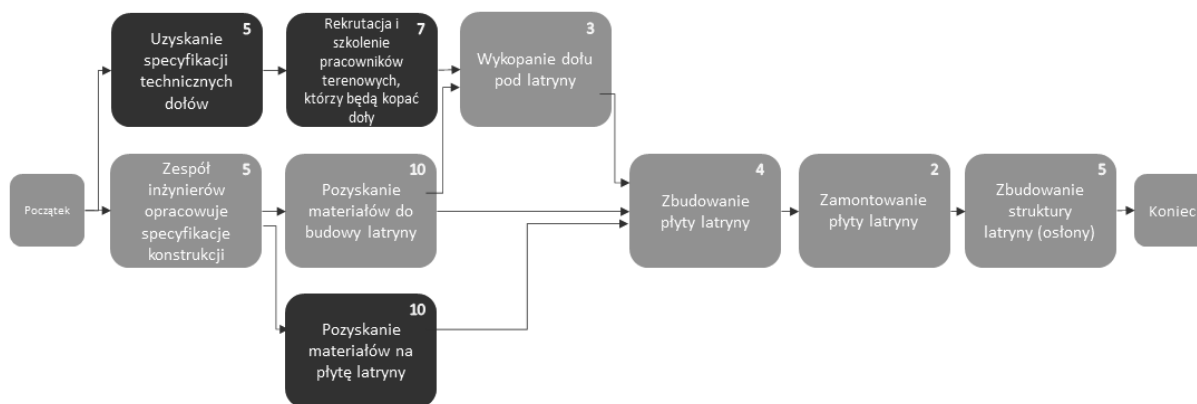 5
Uzyskanie
specyfikacji
technicznych
dołów
7
Rekrutacja i
szkolenie
pracowników
terenowych,
którzy będą kopać
doły
3
Wykopanie dołu
pod latryny
Początek
5
Zespół
inżynierów
opracowuje
specyfikacje
konstrukcji
10
Pozyskanie
materiałów do
budowy latryny
4
Zbudowanie
płyty latryny
2
Zamontowanie
płyty latryny
5
Zbudowanie
struktury
latryny (osłony)
Koniec
10
Pozyskanie
materiałów na
płytę latryny